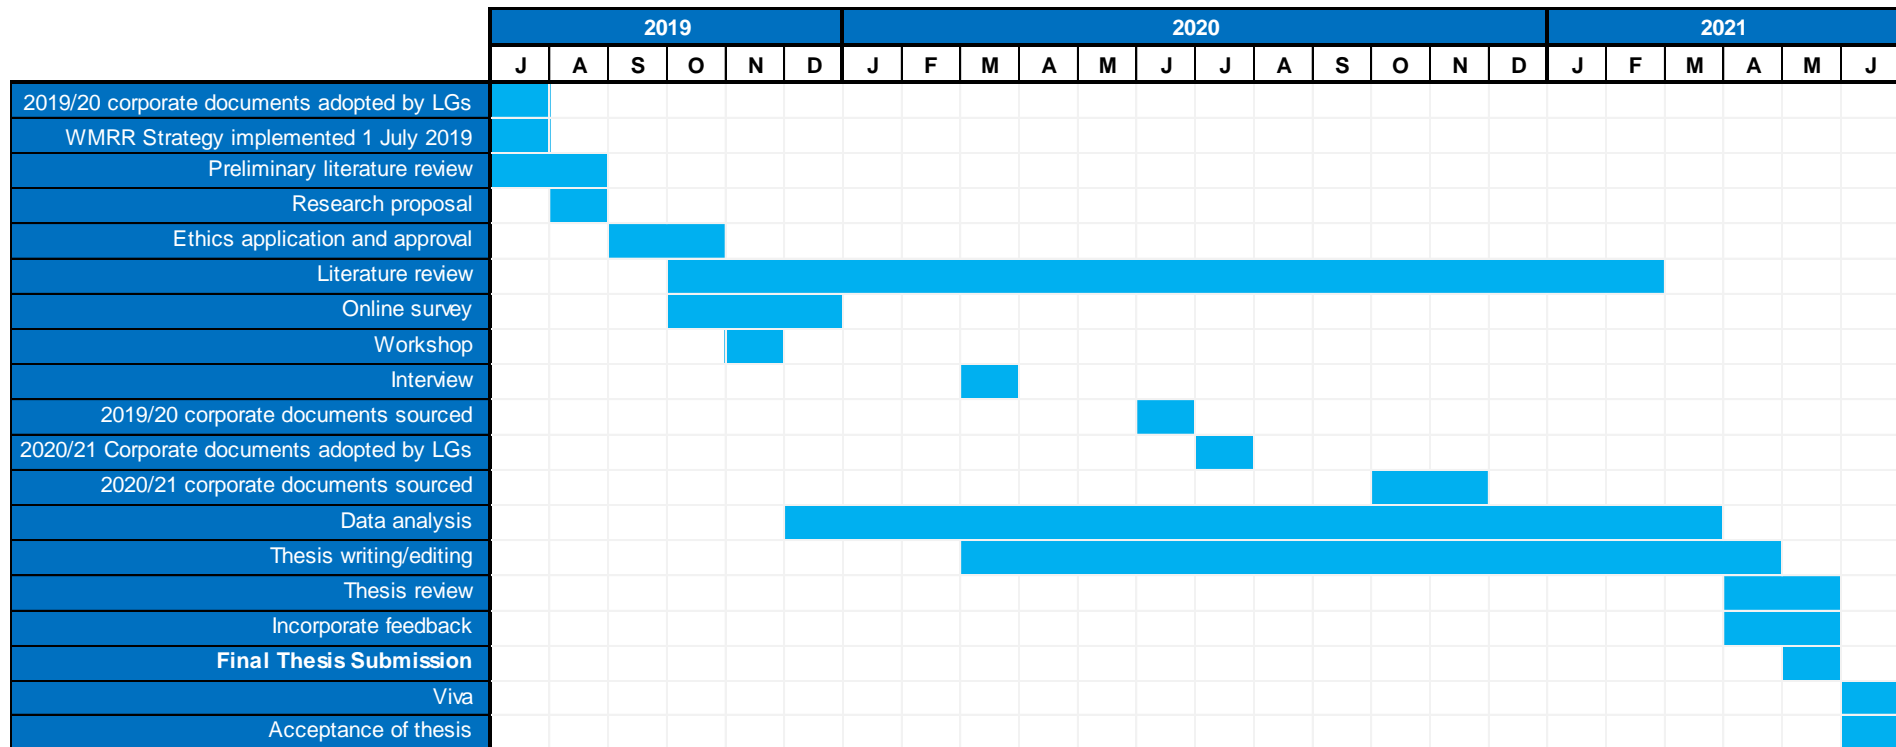 2019 2020 2021
J A S O N D J F M A M J J A S O N D J F M A M J
2019/20 corporate documents adopted by LGs
WMRR Strategy implemented 1 July 2019
Preliminary literature review
Research proposal
Ethics application and approval
Literature review
Online survey
Workshop
Interview
2019/20 corporate documents sourced
2020/21 Corporate documents adopted by LGs
2020/21 corporate documents sourced
Data analysis
Thesis writing/editing
Thesis review
Incorporate feedback
Final Thesis Submission
Viva
Acceptance of thesis